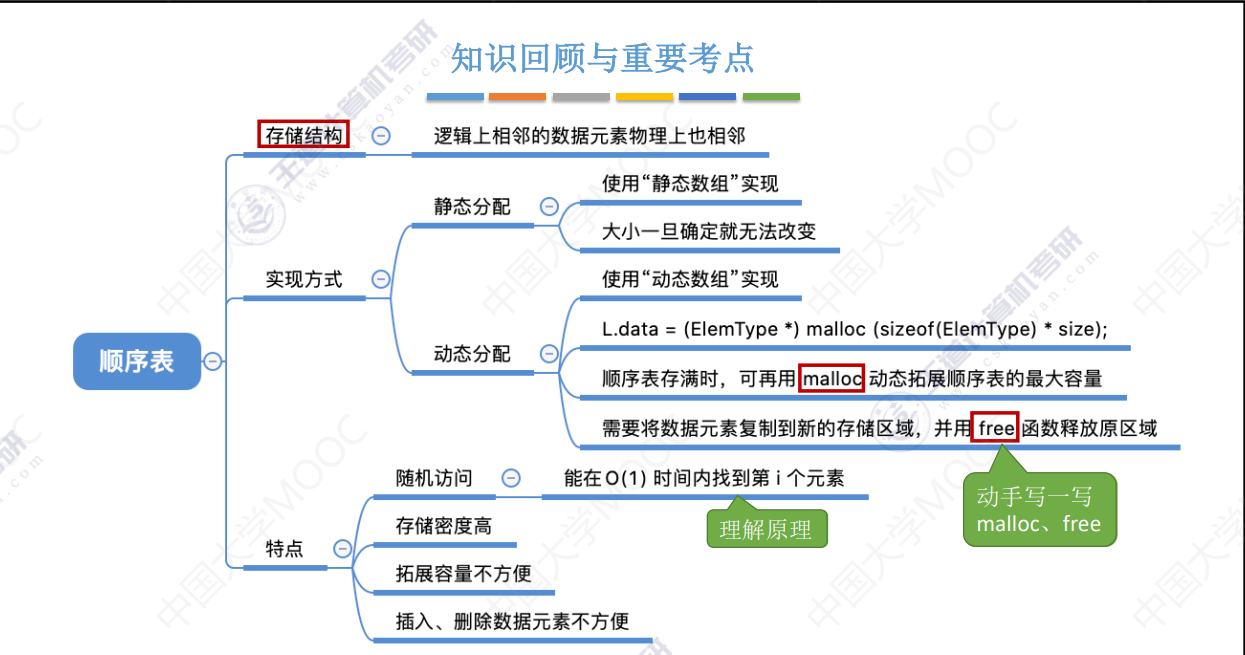 知识回顾与重要考点
存储结构
逻辑上相邻的数据元素物理上也相邻
静态分配
使用“静态数组”实现
大小一旦确定就无法改变
实现方式
使用“动态数组”实现
L.data = (ElemType *) malloc (sizeof(ElemType) * size);
动态分配
顺序表
顺序表存满时，可再用 malloc 动态拓展顺序表的最大容量
需要将数据元素复制到新的存储区域，并用 free 函数释放原区域
随机访问
能在 O(1) 时间内找到第 i 个元素
动手写一写
malloc、free
理解原理
存储密度高
特点
拓展容量不方便
插入、删除数据元素不方便
王道计算机考研
www.cskaoyan.com
中国大学MOOC